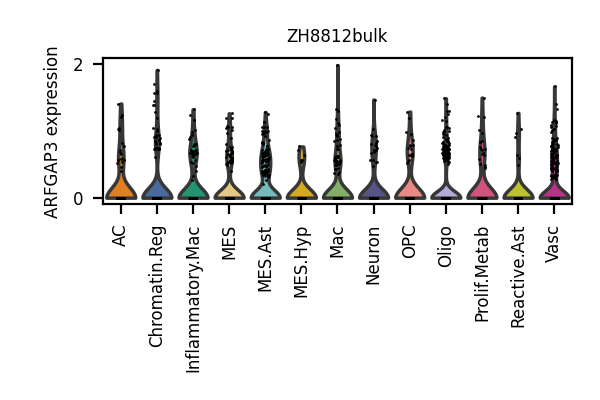 ZH8812bulk
ARFGAP3 expression
2
0
AC
Chromatin.Reg
Inflammatory.Mac
MES
MES.Ast
MES.Hyp
Mac
Neuron
OPC
Oligo
Prolif.Metab
Reactive.Ast
Vasc